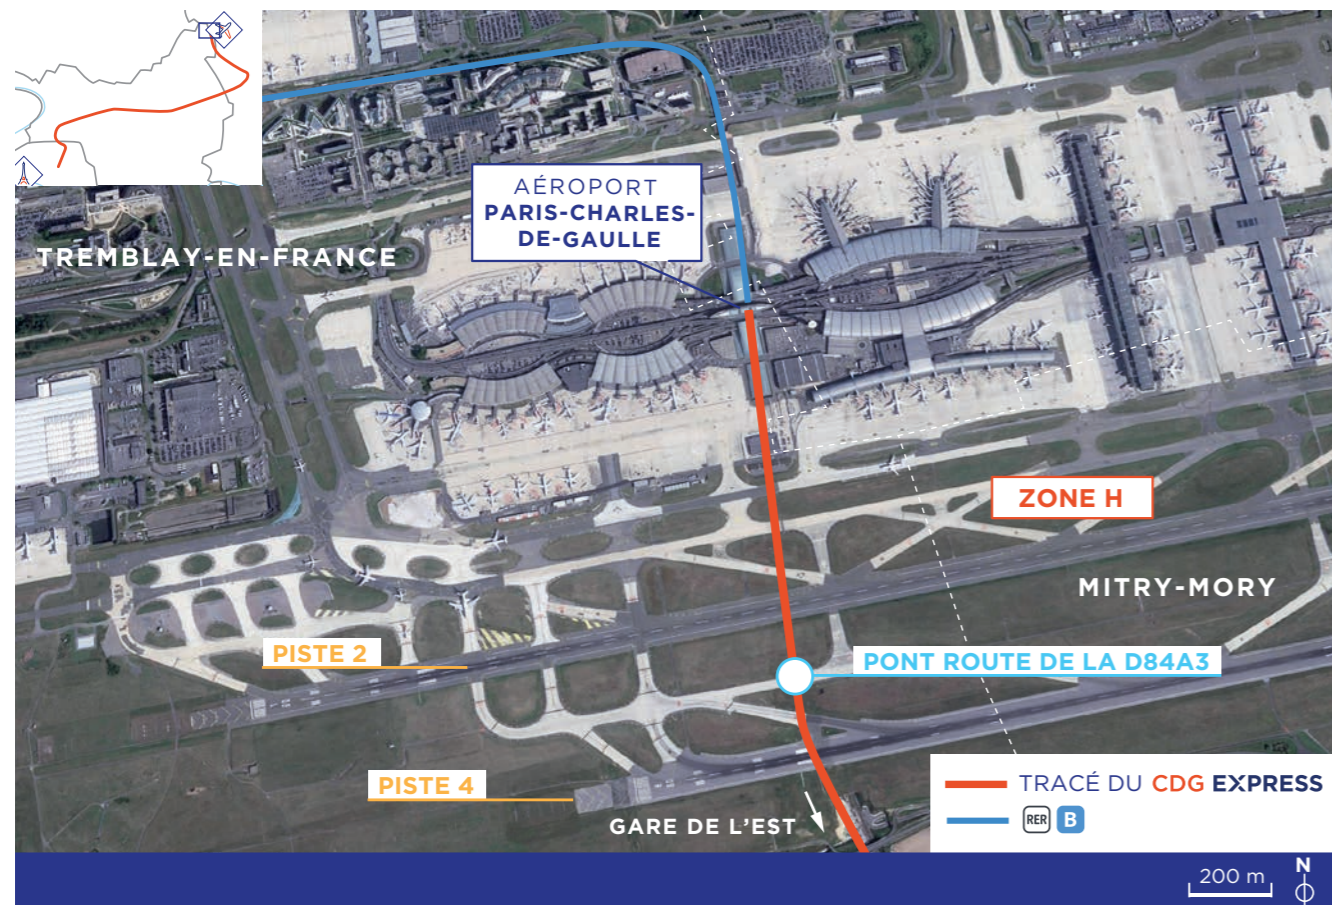 AÉROPORT
PARIS-CHARLES-
DE-GAULLE
TREMBLAY-EN-FRANCE
ZONE H
MITRY-MORY
PISTE 2
PONT ROUTE DE LA D84A3
PISTE 4
GARE DE L'EST
TRACÉ DU CDG EXPRESS
RER B
200 m
N